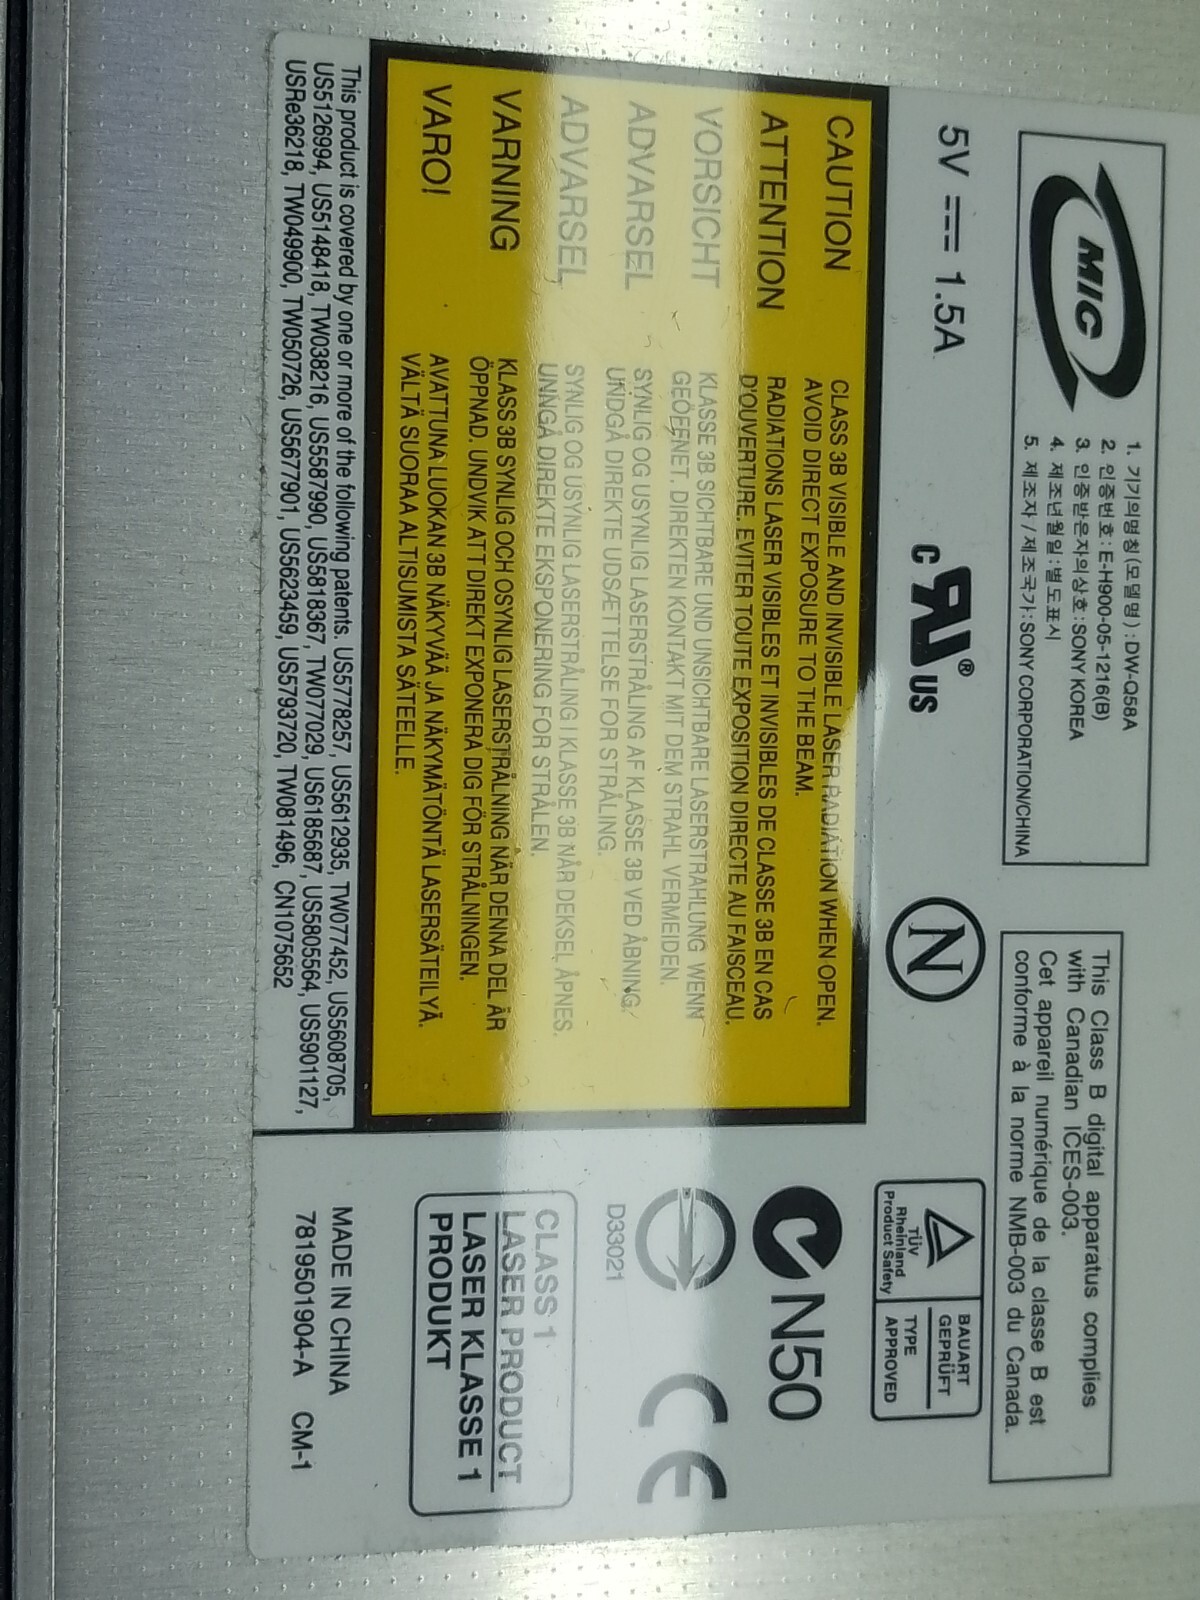 MIC
1. 기기의명칭(모델명) : DW-Q58A
2. 인증번호: E-H900-05-1216(B)
3. 인증받은자의상호 : SONY KOREA
4. 제조년월일 : 별도표시
5. 제조자 / 제조국가 : SONY CORPORATION/CHINA
This Class B digital apparatus complies
with Canadian ICES-003.
Cet appareil numérique de la classe B est
conforme à la norme NMB-003 du Canada.
5V 1.5A
C US ®
N
TÜV
Rheinland
Product Safety
BAUART
GEPRÜFT
TYPE
APPROVED
CAUTION
CLASS 3B VISIBLE AND INVISIBLE LASER RADIATION WHEN OPEN.
AVOID DIRECT EXPOSURE TO THE BEAM.
ATTENTION
RADIATIONS LASER VISIBLES ET INVISIBLES DE CLASSE 3B EN CAS
D'OUVERTURE. EVITER TOUTE EXPOSITION DIRECTE AU FAISCEAU.
VORSICHT
KLASSE 3B SICHTBARE UND UNSICHTBARE LASERSTRAHLUNG WENN
GEÖFFNET. DIREKTEN KONTAKT MIT DEM STRAHL VERMEIDEN.
ADVARSEL
SYNLIG OG USYNLIG LASERSTRÅLING AF KLASSE 3B VED ÅBNING.
UNDGÅ DIREKTE UDSÆTTELSE FOR STRÅLING.
ADVARSEL
SYNLIG OG USYNLIG LASERSTRÅLING I KLASSE 3B NÅR DEKSEL ÅPNES.
UNNGÅ DIREKTE EKSPONERING FOR STRÅLEN.
VARNING
KLASS 3B SYNLIG OCH OSYNLIG LASERSTRÅLNING NÄR DENNA DEL ÄR
ÖPPNAD. UNDVIK ATT DIREKT EXPONERA DIG FÖR STRÅLNINGEN.
VARO!
AVATTUNA LUOKAN 3B NÄKYVÄÄ JA NÄKYMÄTÖNTÄ LASERSÄTEILYÄ.
VÄLTÄ SUORAA ALTISUMISTA SÄTEELLE.
N50
CE
D33021
CLASS 1
LASER PRODUCT
LASER KLASSE 1
PRODUKT
This product is covered by one or more of the following patents. US5778257, US5612935, TW077452, US5608705,
US5126994, US5148418, TW038216, US5587990, US5818367, TW077029, US6185687, US5805564, US5901127,
USRe36218, TW049900, TW050726, US5677901, US5623459, US5793720, TW081496, CN1075652
MADE IN CHINA
7819501904-A CM-1